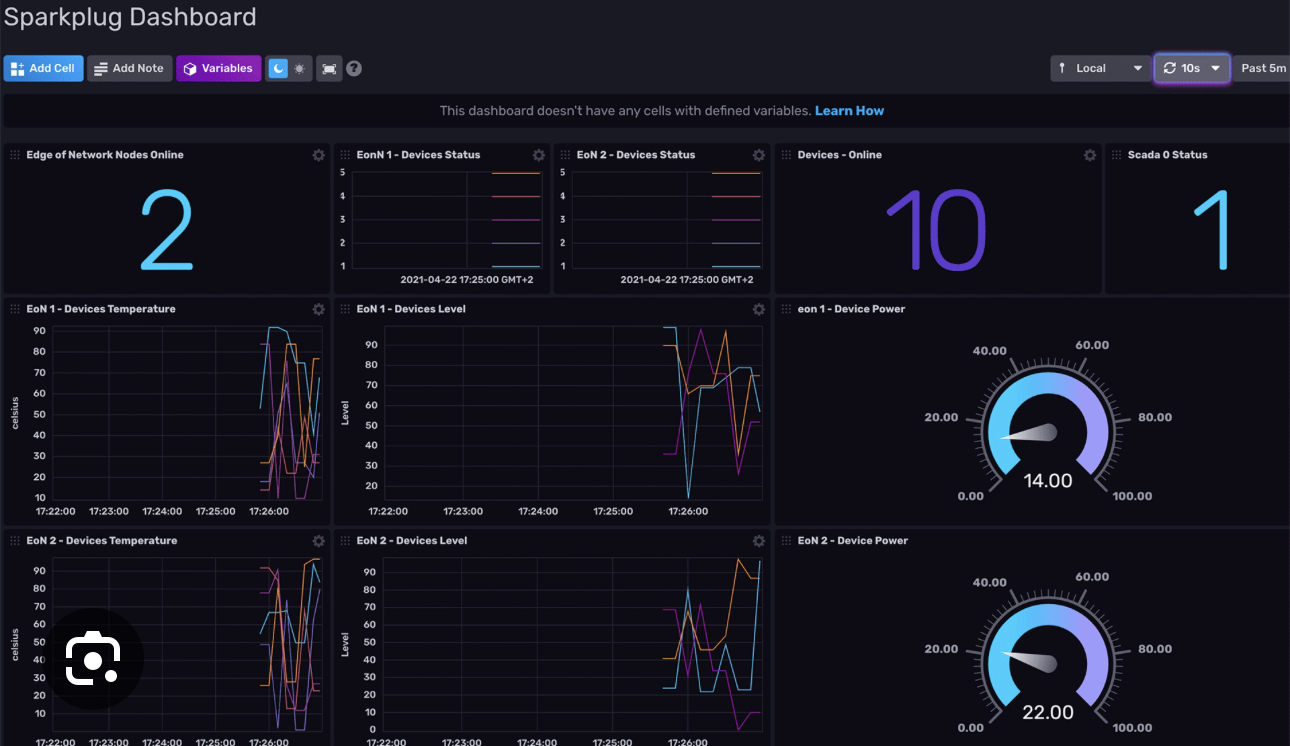 Sparkplug Dashboard
Add Cell
Add Note
Variables
?
Local
10s
Past 5m
This dashboard doesn't have any cells with defined variables. Learn How
Edge of Network Nodes Online
2
EonN 1 - Devices Status
5
4
3
2
1
2021-04-22 17:25:00 GMT+2
EoN 2 - Devices Status
5
4
3
2
1
2021-04-22 17:25:00 GMT+2
Devices - Online
10
Scada 0 Status
1
EoN 1 - Devices Temperature
celsius
90
80
70
60
50
40
30
20
10
17:22:00 17:23:00 17:24:00 17:25:00 17:26:00
EoN 1 - Devices Level
Level
90
80
70
60
50
40
30
20
17:22:00 17:23:00 17:24:00 17:25:00 17:26:00
eon 1 - Device Power
40.00 60.00
20.00 80.00
14.00
0.00 100.00
EoN 2 - Devices Temperature
celsius
90
80
70
60
50
40
30
20
10
17:22:00 17:23:00 17:24:00 17:25:00 17:26:00
EoN 2 - Devices Level
Level
90
80
70
60
50
40
30
20
10
0
17:22:00 17:23:00 17:24:00 17:25:00 17:26:00
EoN 2 - Device Power
40.00 60.00
20.00 80.00
22.00
0.00 100.00